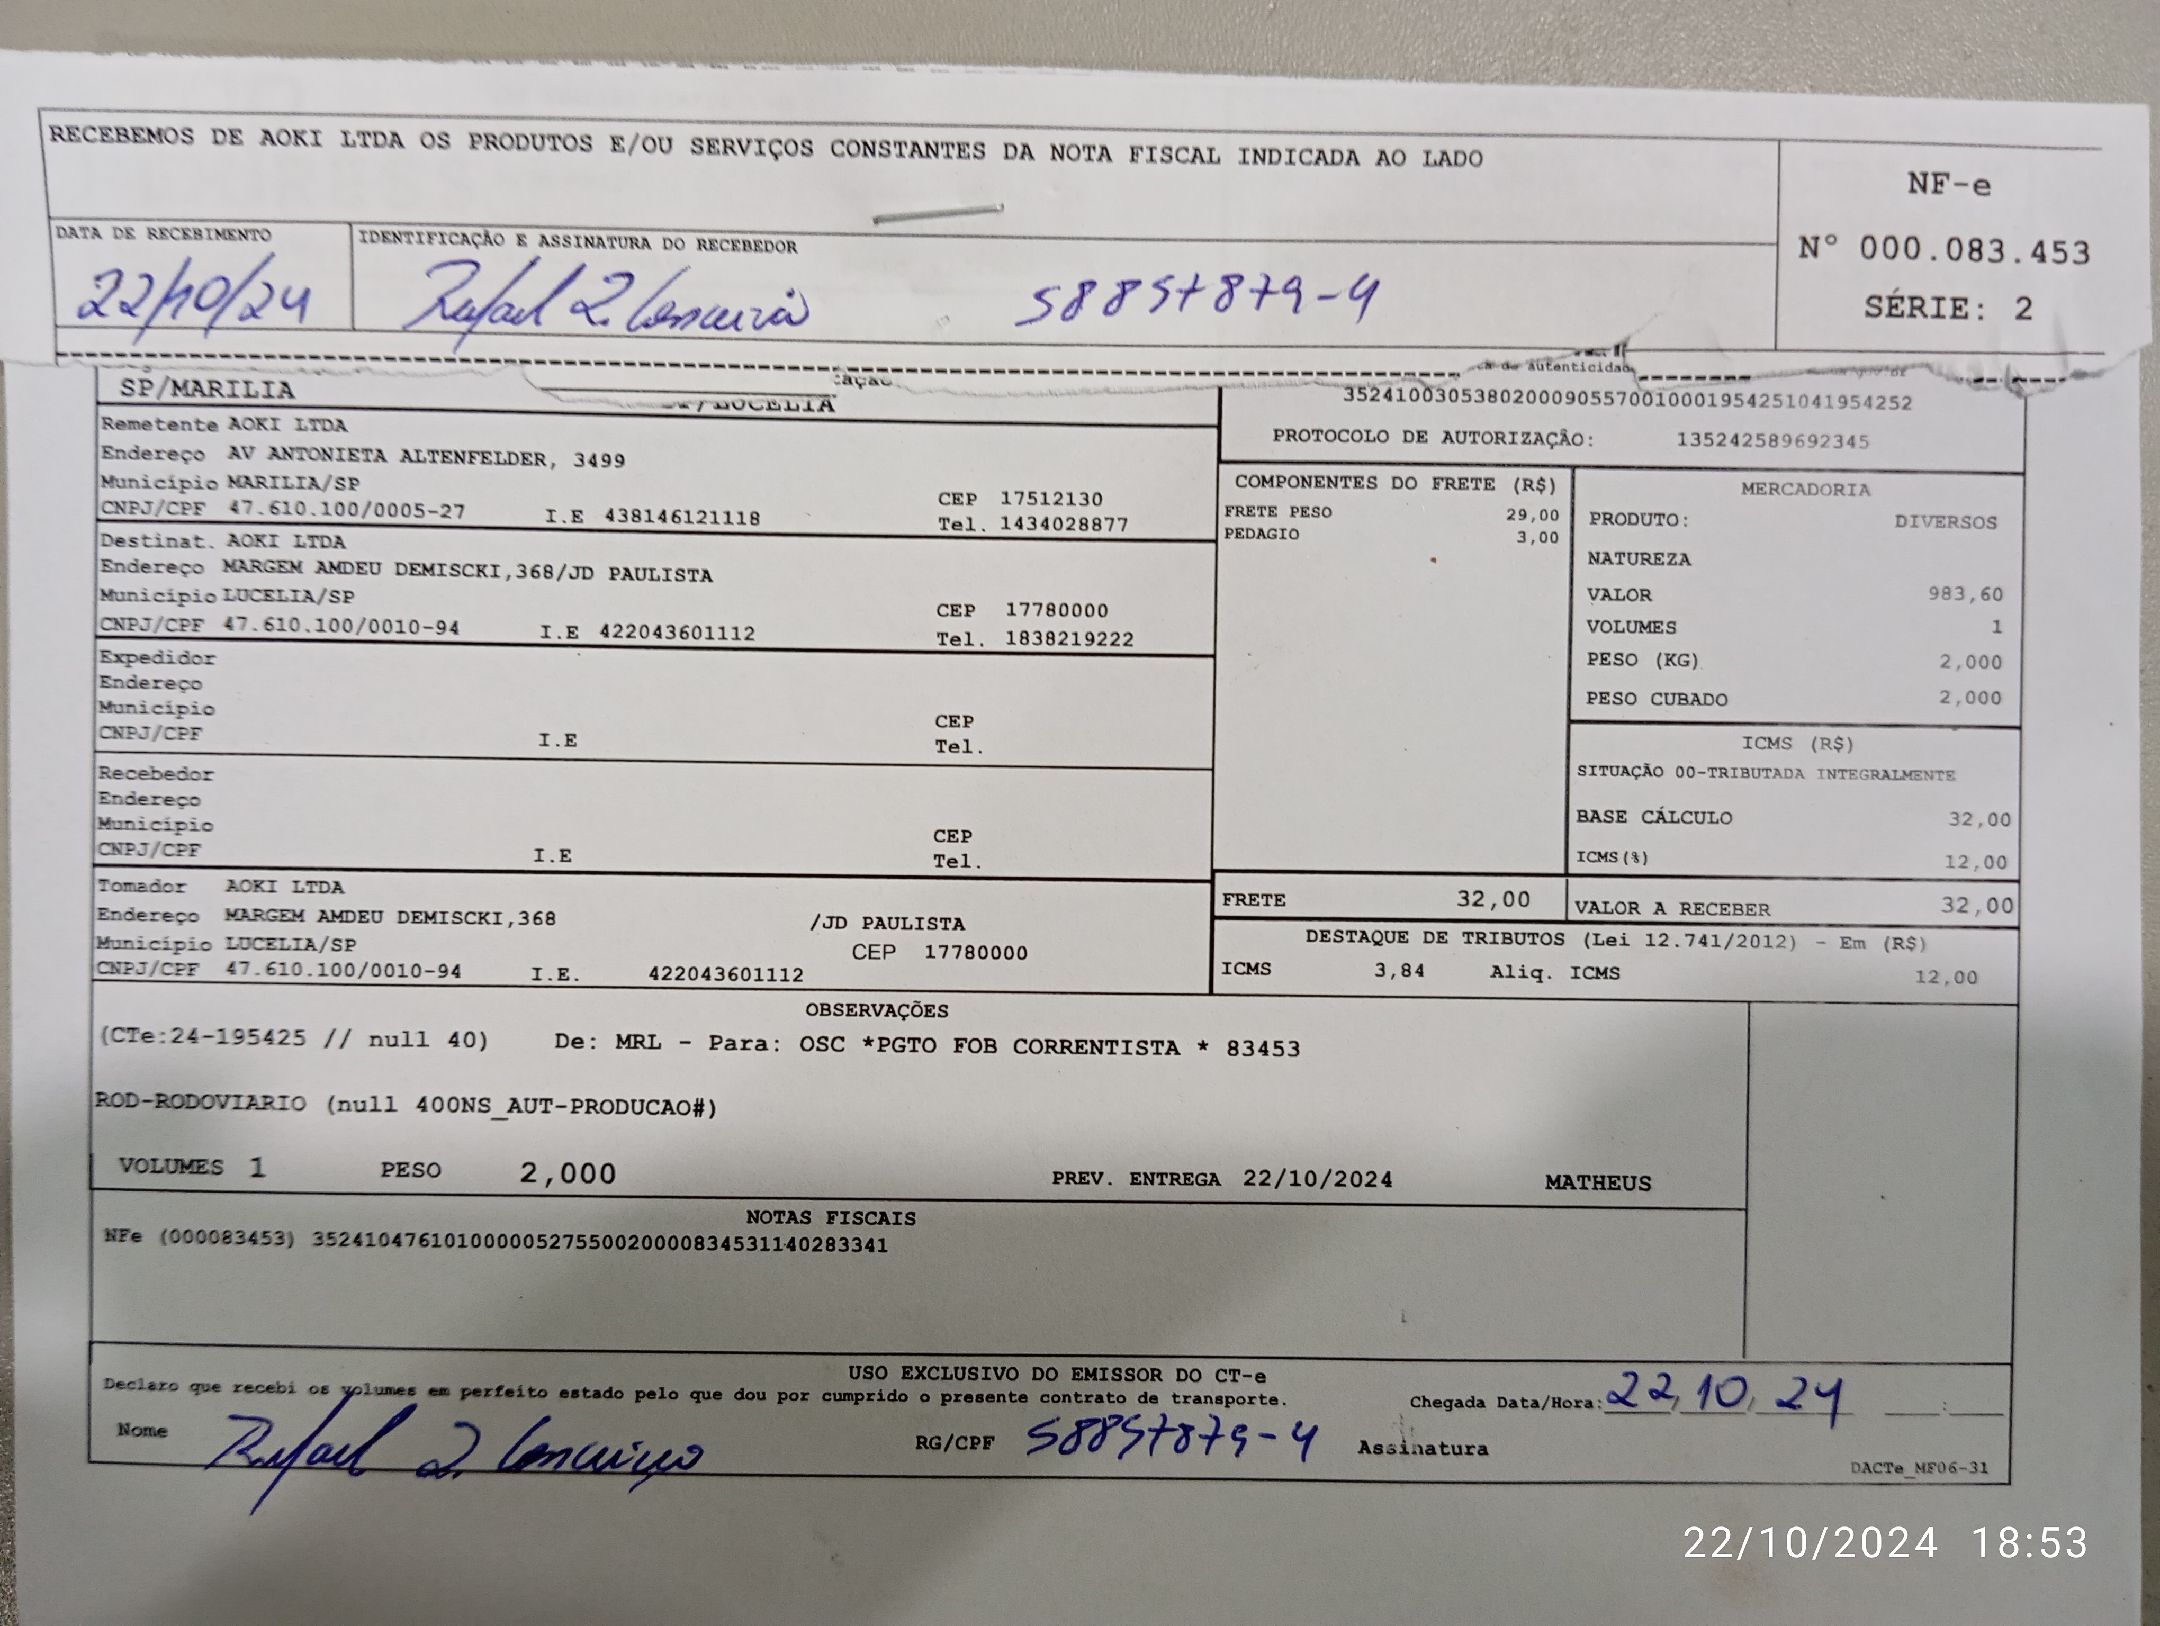 RECEBEMOS DE AOKI LTDA OS PRODUTOS E/OU SERVIÇOS CONSTANTES DA NOTA FISCAL INDICADA AO LADO
NF-e
Nº 000.083.453
SÉRIE: 2
DATA DE RECEBIMENTO
IDENTIFICAÇÃO E ASSINATURA DO RECEBEDOR
22/10/24 Rafael
SP/MARILIA
SP/LUCELIA
de autenticidade
35241003053802000905570010001954251041954252
PROTOCOLO DE AUTORIZAÇÃO: 135242589692345
Remetente AOKI LTDA
Endereço AV ANTONIETA ALTENFELDER, 3499
Município MARILIA/SP
CEP 17512130
CNPJ/CPF 47.610.100/0005-27 I.E 438146121118 Tel. 1434028877
Destinat. AOKI LTDA
Endereço MARGEM AMDEU DEMISCKI,368/JD PAULISTA
Município LUCELIA/SP
CEP 17780000
CNPJ/CPF 47.610.100/0010-94 I.E 422043601112 Tel. 1838219222
Expedidor
Endereço
Município
CEP
CNPJ/CPF I.E Tel.
Recebedor
Endereço
Município
CEP
CNPJ/CPF I.E Tel.
Tomador AOKI LTDA
Endereço MARGEM AMDEU DEMISCKI,368 /JD PAULISTA
Município LUCELIA/SP CEP 17780000
CNPJ/CPF 47.610.100/0010-94 I.E. 422043601112
COMPONENTES DO FRETE (R$)
FRETE PESO 29,00
PEDAGIO 3,00
MERCADORIA
PRODUTO: DIVERSOS
NATUREZA
VALOR 983,60
VOLUMES 1
PESO (KG) 2,000
PESO CUBADO 2,000
ICMS (R$)
SITUAÇÃO 00-TRIBUTADA INTEGRALMENTE
BASE CÁLCULO 32,00
ICMS(%) 12,00
FRETE 32,00
VALOR A RECEBER 32,00
DESTAQUE DE TRIBUTOS (Lei 12.741/2012) - Em (R$)
ICMS 3,84 Aliq. ICMS 12,00
OBSERVAÇÕES
(CTe:24-195425 // null 40) De: MRL - Para: OSC *PGTO FOB CORRENTISTA * 83453
ROD-RODOVIARIO (null 400NS_AUT-PRODUCAO#)
VOLUMES 1 PESO 2,000 PREV. ENTREGA 22/10/2024 MATHEUS
NOTAS FISCAIS
NFe (000083453) 35241047610100000527550020000834531140283341
USO EXCLUSIVO DO EMISSOR DO CT-e
Declaro que recebi os volumes em perfeito estado pelo que dou por cumprido o presente contrato de transporte.
Chegada Data/Hora: 22,10,24 __:__
Nome Rafael RG/CPF Assinatura
DACTe_MF06-31
22/10/2024 18:53